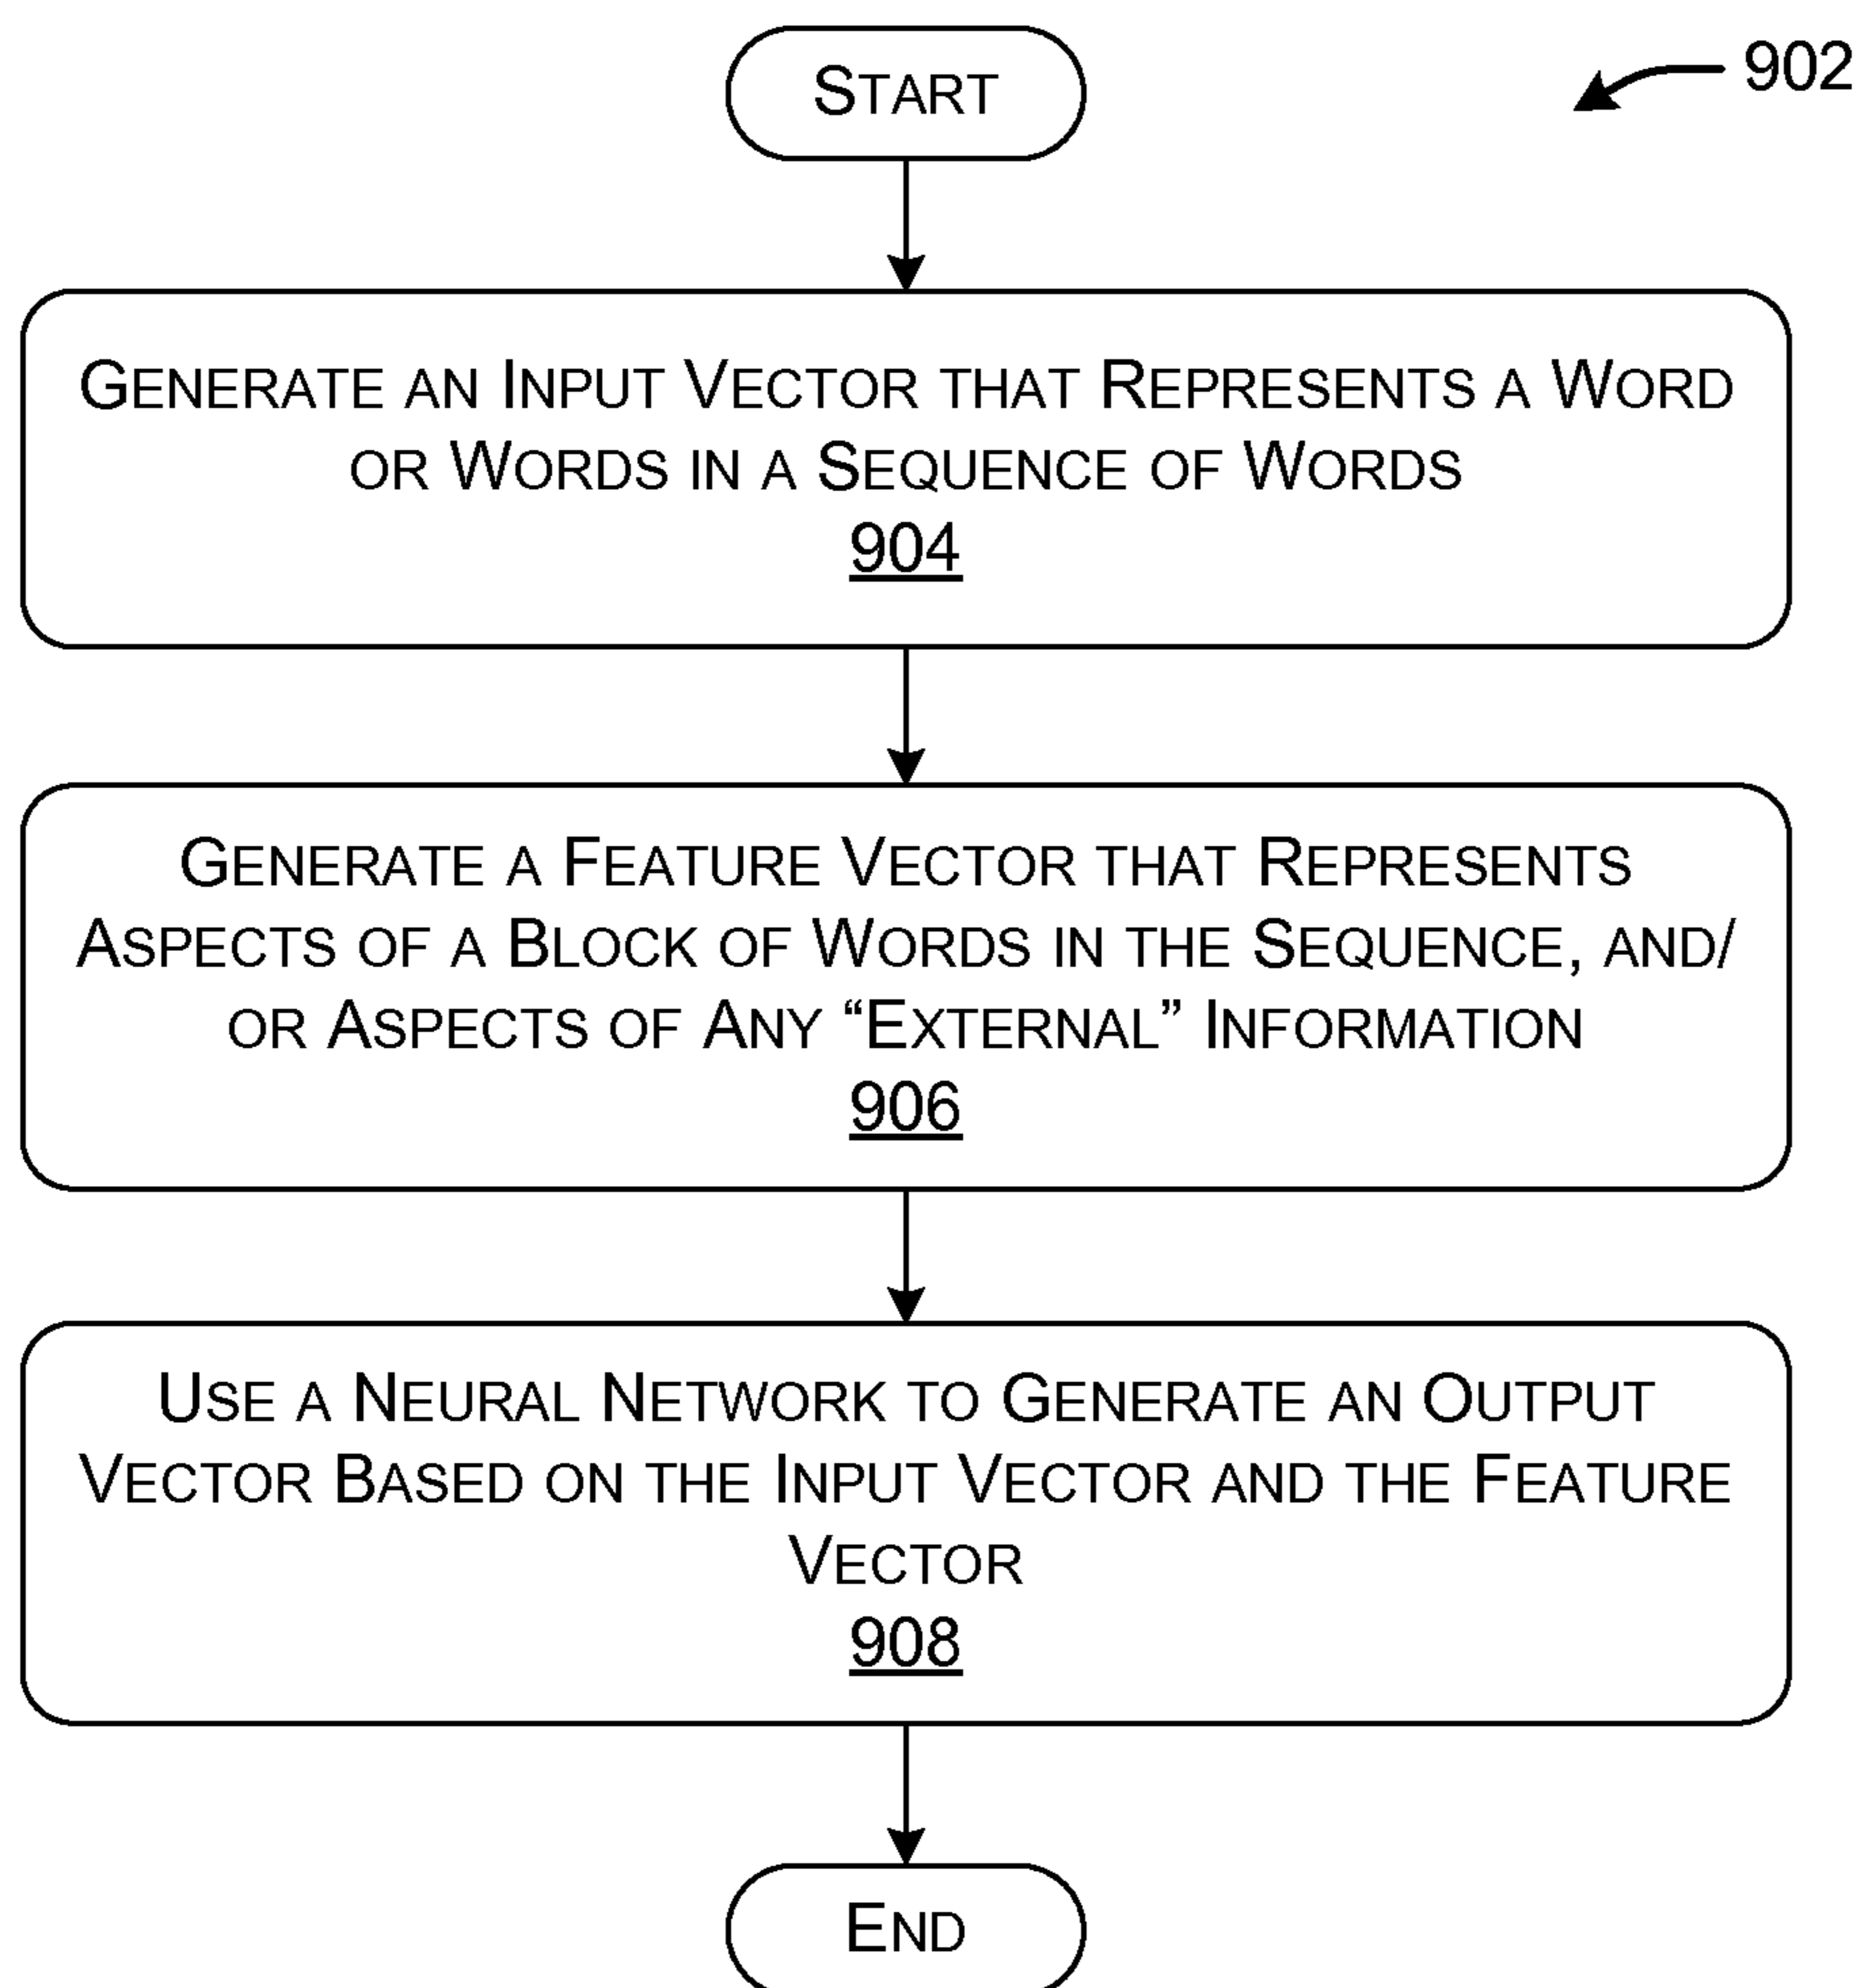 START
902
GENERATE AN INPUT VECTOR THAT REPRESENTS A WORD
OR WORDS IN A SEQUENCE OF WORDS
904
GENERATE A FEATURE VECTOR THAT REPRESENTS
ASPECTS OF A BLOCK OF WORDS IN THE SEQUENCE, AND/
OR ASPECTS OF ANY “EXTERNAL” INFORMATION
906
USE A NEURAL NETWORK TO GENERATE AN OUTPUT
VECTOR BASED ON THE INPUT VECTOR AND THE FEATURE
VECTOR
908
END